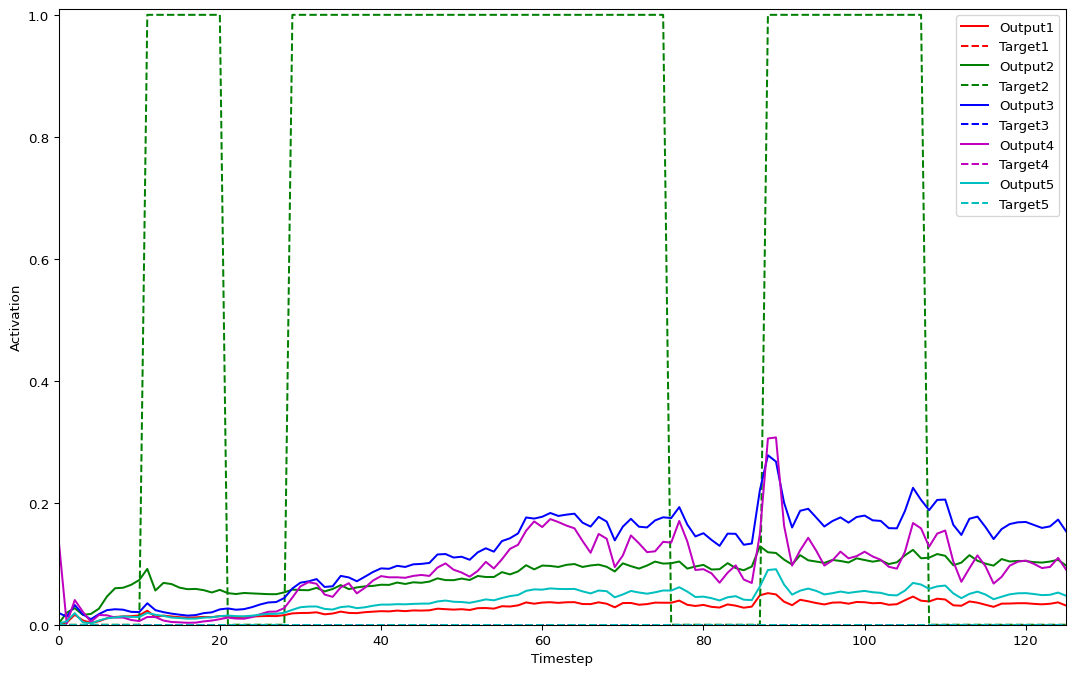 1.0
0.8
0.6
0.4
0.2
0.0
Activation
0
20
40
60
80
100
120
Timestep
Output1
Target1
Output2
Target2
Output3
Target3
Output4
Target4
Output5
Target5